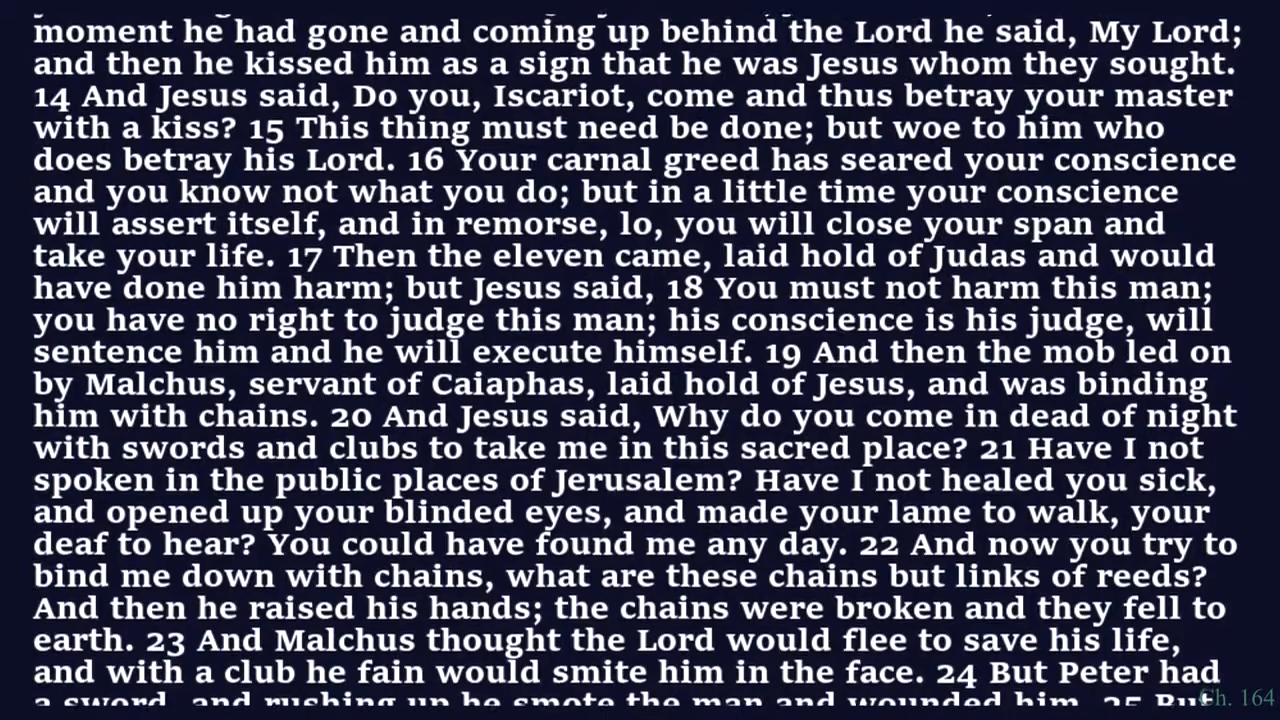 moment he had gone and coming up behind the Lord he said, My Lord;
and then he kissed him as a sign that he was Jesus whom they sought.
14 And Jesus said, Do you, Iscariot, come and thus betray your master
with a kiss? 15 This thing must need be done; but woe to him who
does betray his Lord. 16 Your carnal greed has seared your conscience
and you know not what you do; but in a little time your conscience
will assert itself, and in remorse, lo, you will close your span and
take your life. 17 Then the eleven came, laid hold of Judas and would
have done him harm; but Jesus said, 18 You must not harm this man;
you have no right to judge this man; his conscience is his judge, will
sentence him and he will execute himself. 19 And then the mob led on
by Malchus, servant of Caiaphas, laid hold of Jesus, and was binding
him with chains. 20 And Jesus said, Why do you come in dead of night
with swords and clubs to take me in this sacred place? 21 Have I not
spoken in the public places of Jerusalem? Have I not healed you sick,
and opened up your blinded eyes, and made your lame to walk, your
deaf to hear? You could have found me any day. 22 And now you try to
bind me down with chains, what are these chains but links of reeds?
And then he raised his hands; the chains were broken and they fell to
earth. 23 And Malchus thought the Lord would flee to save his life,
and with a club he fain would smite him in the face. 24 But Peter had
a sword, and rushing up he smote the man and wounded him. 25 But
Ch. 164